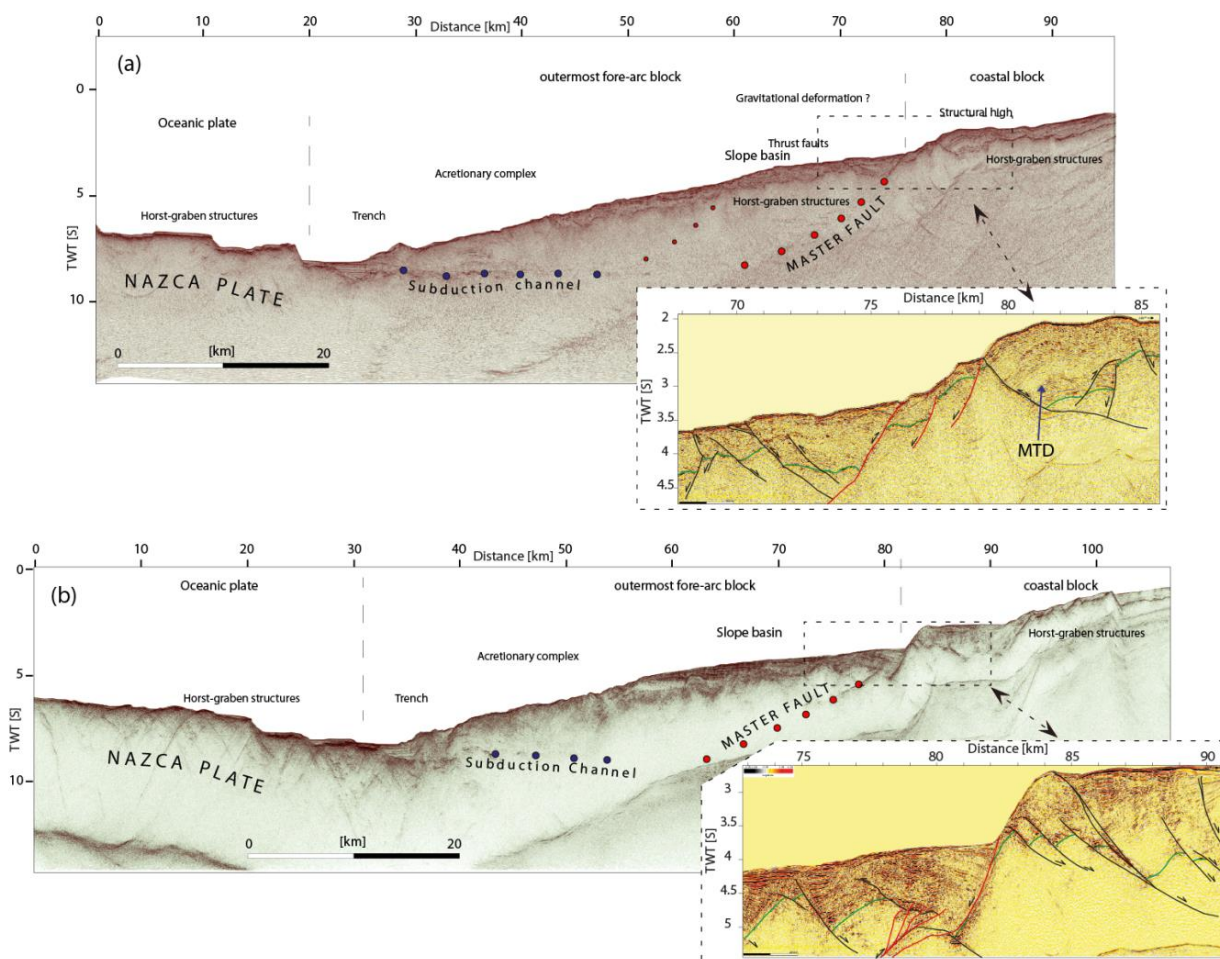 Distance [km]
0 10 20 30 40 50 60 70 80 90
(a)
outermost fore-arc block
coastal block
Gravitational deformation ?
Oceanic plate
Structural high
Thrust faults
Slope basin
Horst-graben structures
Acretionary complex
Horst-graben structures
Horst-graben structures
Trench
MASTER FAULT
NAZCA PLATE
Subduction channel
TWT [S]
0
5
10
[km]
0 20
Distance [km]
70 75 80 85
TWT [S]
2
2.5
3
3.5
4
4.5
MTD
0 10 20 30 40 50 60 70 80 90 100
Distance [km]
(b)
Oceanic plate
outermost fore-arc block
coastal block
Slope basin
Horst-graben structures
Acretionary complex
Horst-graben structures
Trench
MASTER FAULT
NAZCA PLATE
Subduction Channel
TWT [S]
0
5
10
[km]
0 20
Distance [km]
75 80 85 90
TWT [S]
3
3.5
4
4.5
5